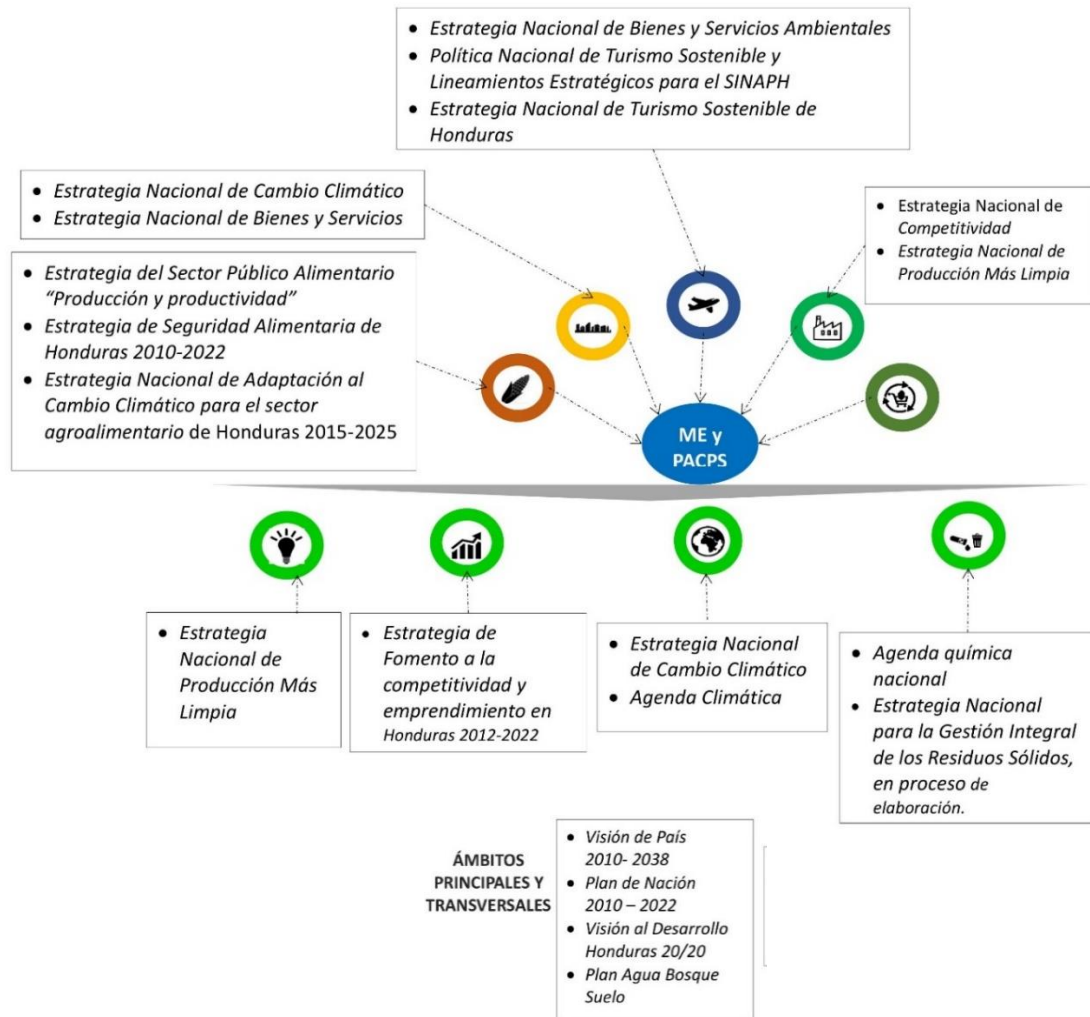 • Estrategia Nacional de Bienes y Servicios Ambientales
• Política Nacional de Turismo Sostenible y
Lineamientos Estratégicos para el SINAPH
• Estrategia Nacional de Turismo Sostenible de
Honduras
• Estrategia Nacional de Cambio Climático
• Estrategia Nacional de Bienes y Servicios
• Estrategia Nacional de
Competitividad
• Estrategia Nacional de
Producción Más Limpia
• Estrategia del Sector Público Alimentario
“Producción y productividad”
• Estrategia de Seguridad Alimentaria de
Honduras 2010-2022
• Estrategia Nacional de Adaptación al
Cambio Climático para el sector
agroalimentario de Honduras 2015-2025
ME y
PACPS
• Estrategia
Nacional de
Producción Más
Limpia
• Estrategia de
Fomento a la
competitividad y
emprendimiento en
Honduras 2012-2022
• Estrategia Nacional
de Cambio Climático
• Agenda Climática
• Agenda química
nacional
• Estrategia Nacional
para la Gestión Integral
de los Residuos Sólidos,
en proceso de
elaboración.
ÁMBITOS
PRINCIPALES Y
TRANSVERSALES
• Visión de País
2010- 2038
• Plan de Nación
2010 – 2022
• Visión al Desarrollo
Honduras 20/20
• Plan Agua Bosque
Suelo